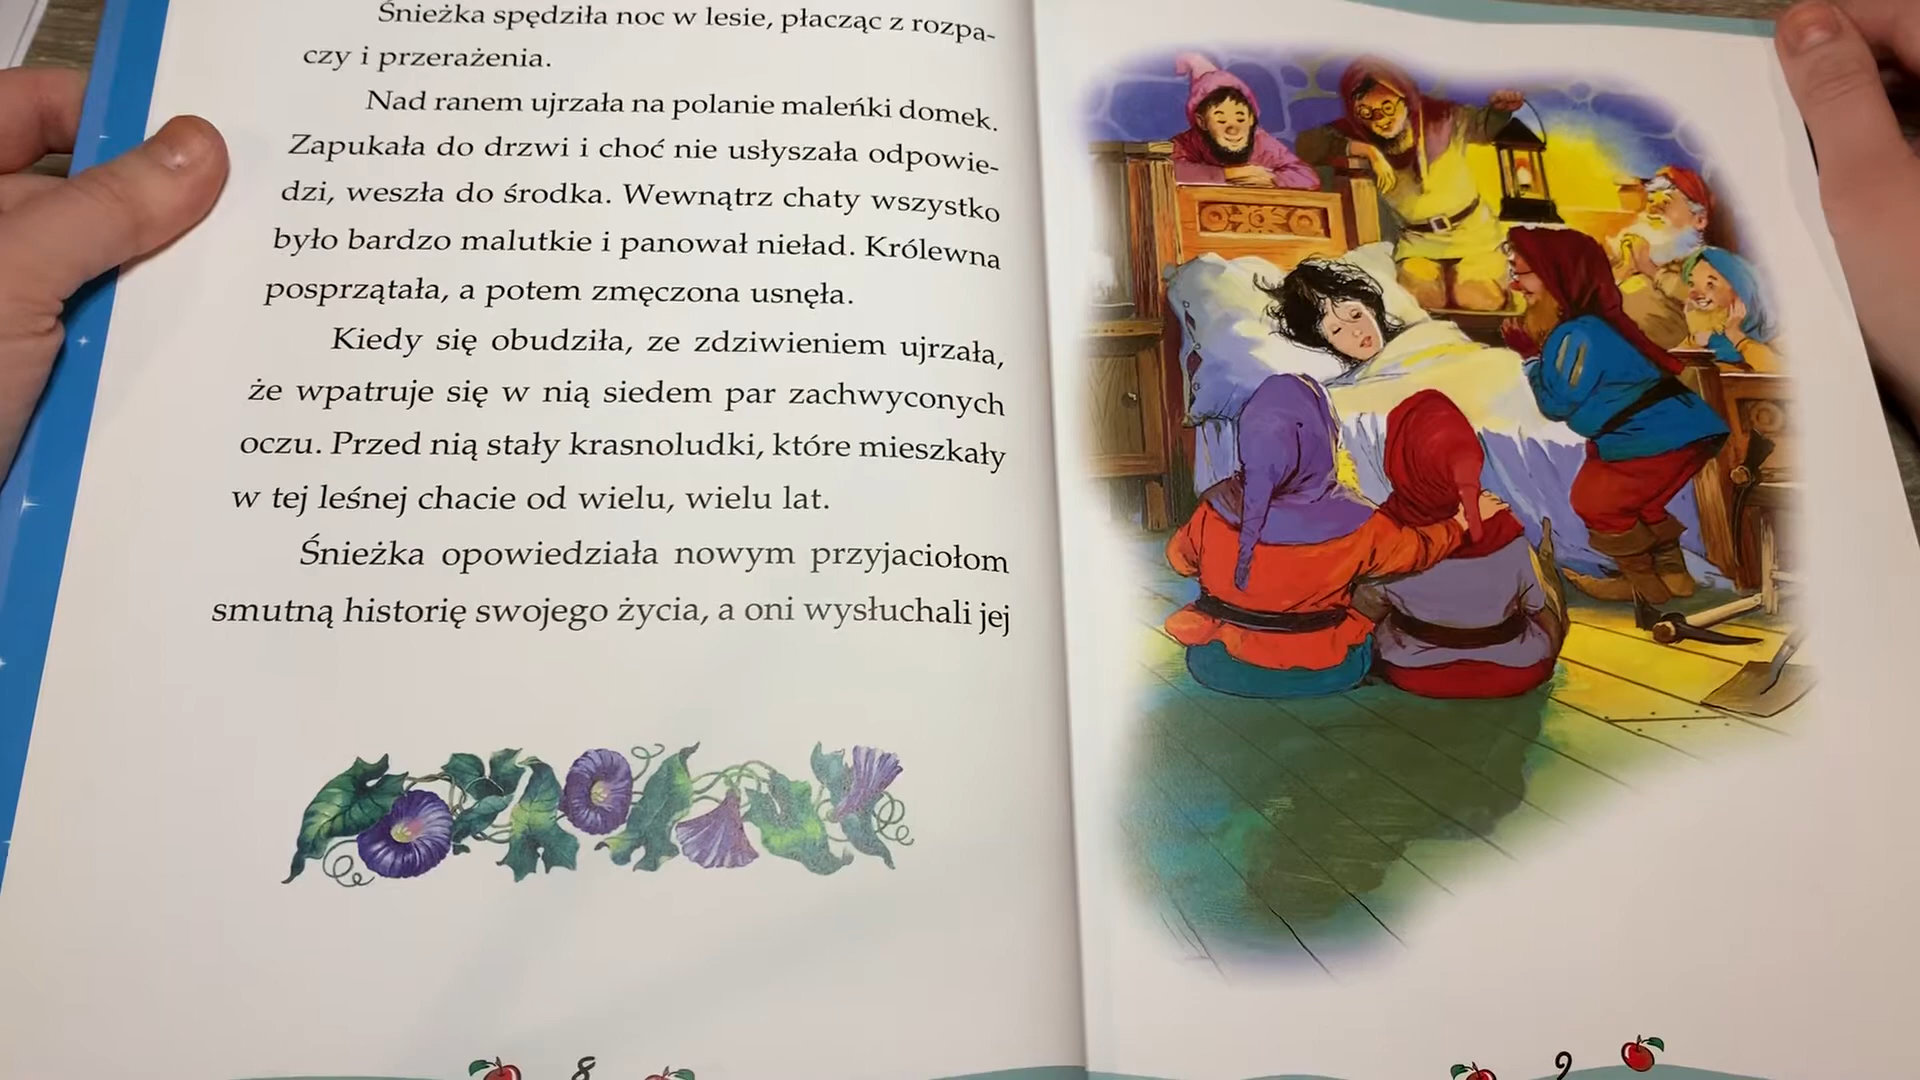 Śnieżka spędziła noc w lesie, płacząc z rozpa-
czy i przerażenia.
Nad ranem ujrzała na polanie maleńki domek.
Zapukała do drzwi i choć nie usłyszała odpowie-
dzi, weszła do środka. Wewnątrz chaty wszystko
było bardzo malutkie i panował nieład. Królewna
posprzątała, a potem zmęczona usnęła.
Kiedy się obudziła, ze zdziwieniem ujrzała,
że wpatruje się w nią siedem par zachwyconych
oczu. Przed nią stały krasnoludki, które mieszkały
w tej leśnej chacie od wielu, wielu lat.
Śnieżka opowiedziała nowym przyjaciołom
smutną historię swojego życia, a oni wysłuchali jej
8
9